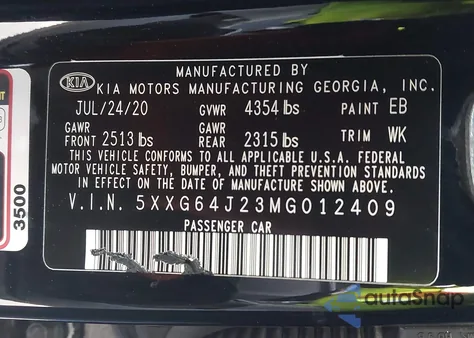 MANUFACTURED BY
KIA KIA MOTORS MANUFACTURING GEORGIA, INC.
JUL/24/20 GVWR 4354 lbs PAINT EB
GAWR FRONT 2513 lbs GAWR REAR 2315 lbs TRIM WK
THIS VEHICLE CONFORMS TO ALL APPLICABLE U.S.A. FEDERAL
MOTOR VEHICLE SAFETY, BUMPER, AND THEFT PREVENTION STANDARDS
IN EFFECT ON THE DATE OF MANUFACTURE SHOWN ABOVE.
V.I.N. 5XXG64J23MG012409
PASSENGER CAR
3500
autoSnap